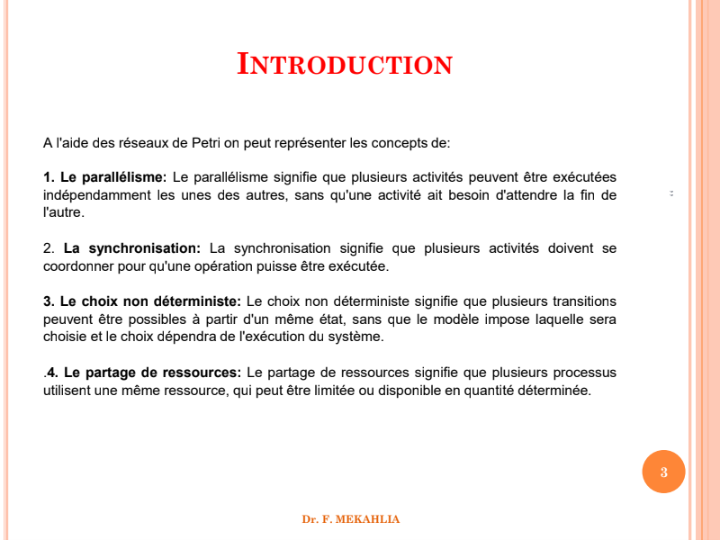 INTRODUCTION
A l'aide des réseaux de Petri on peut représenter les concepts de:
1. Le parallélisme: Le parallélisme signifie que plusieurs activités peuvent être exécutées
indépendamment les unes des autres, sans qu'une activité ait besoin d'attendre la fin de
l'autre.
2. La synchronisation: La synchronisation signifie que plusieurs activités doivent se
coordonner pour qu'une opération puisse être exécutée.
3. Le choix non déterministe: Le choix non déterministe signifie que plusieurs transitions
peuvent être possibles à partir d'un même état, sans que le modèle impose laquelle sera
choisie et le choix dépendra de l'exécution du système.
.4. Le partage de ressources: Le partage de ressources signifie que plusieurs processus
utilisent une même ressource, qui peut être limitée ou disponible en quantité déterminée.
3
Dr. F. MEKAHLIA